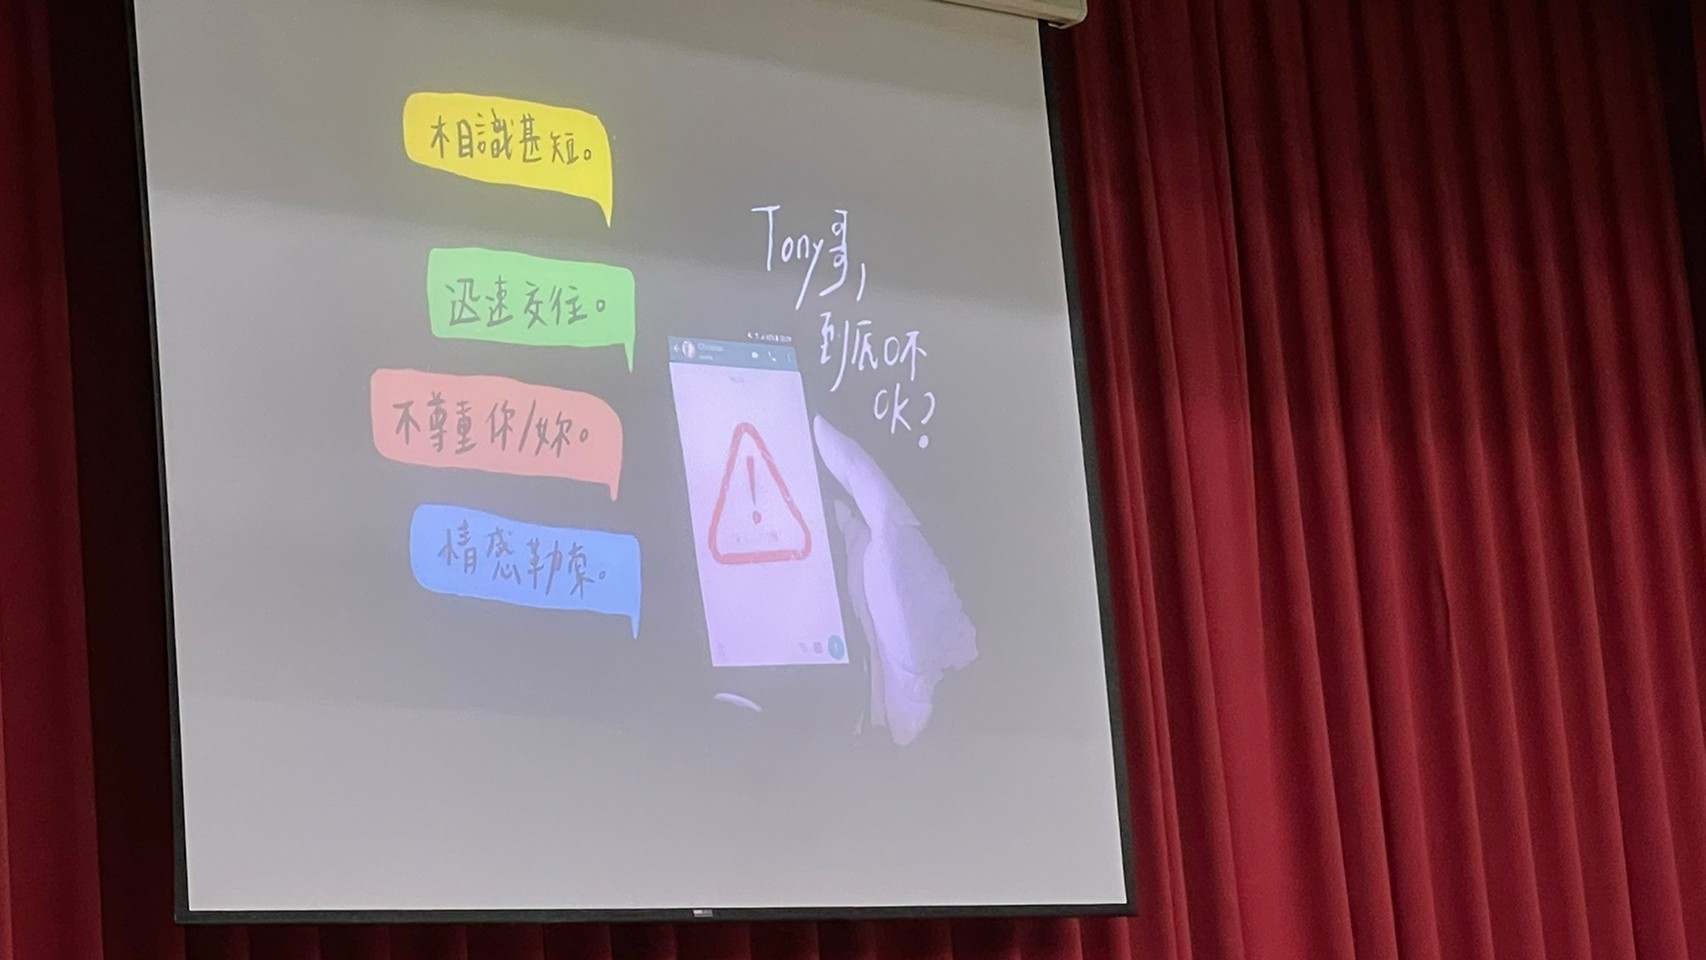 相識甚短。
迅速交往。
不尊重你/妳。
情感勒索。
Tony哥,
到底OK不
OK?